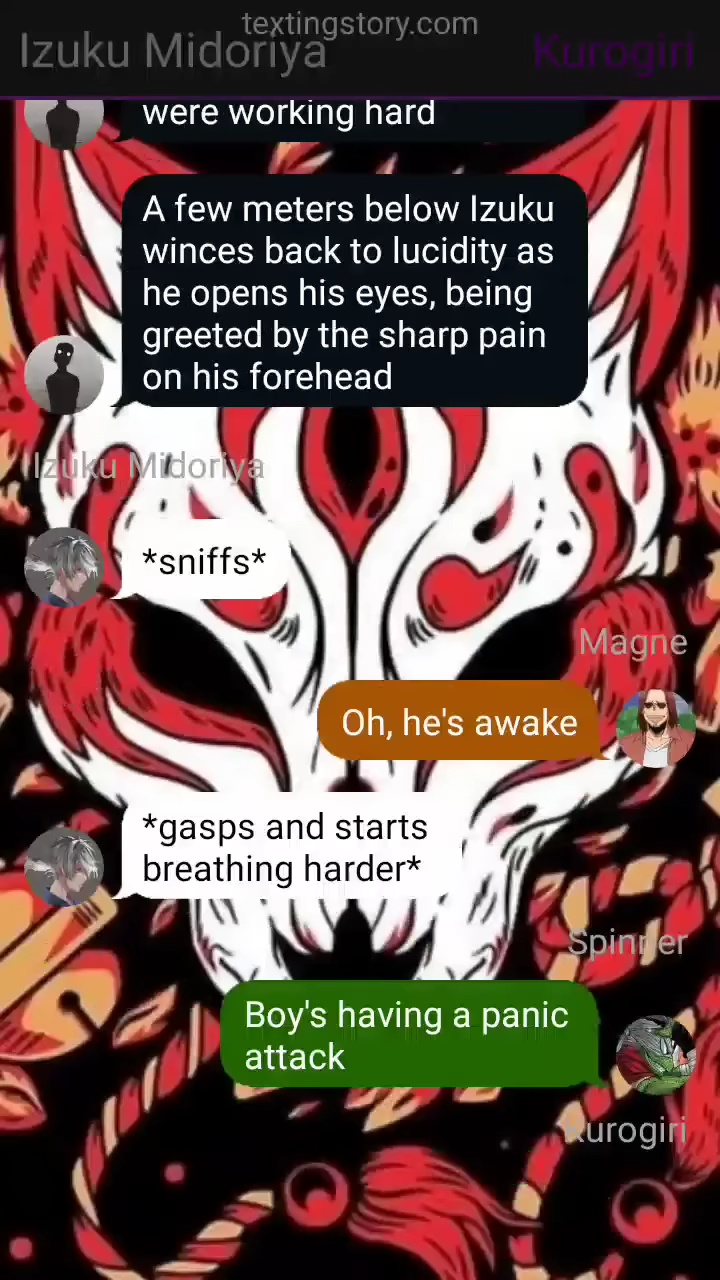 textingstory.com
Izuku Midoriya
Kurogiri
were working hard
A few meters below Izuku
winces back to lucidity as
he opens his eyes, being
greeted by the sharp pain
on his forehead
Izuku Midoriya
*sniffs*
Magne
Oh, he's awake
*gasps and starts
breathing harder*
Spinner
Boy's having a panic
attack
Kurogiri